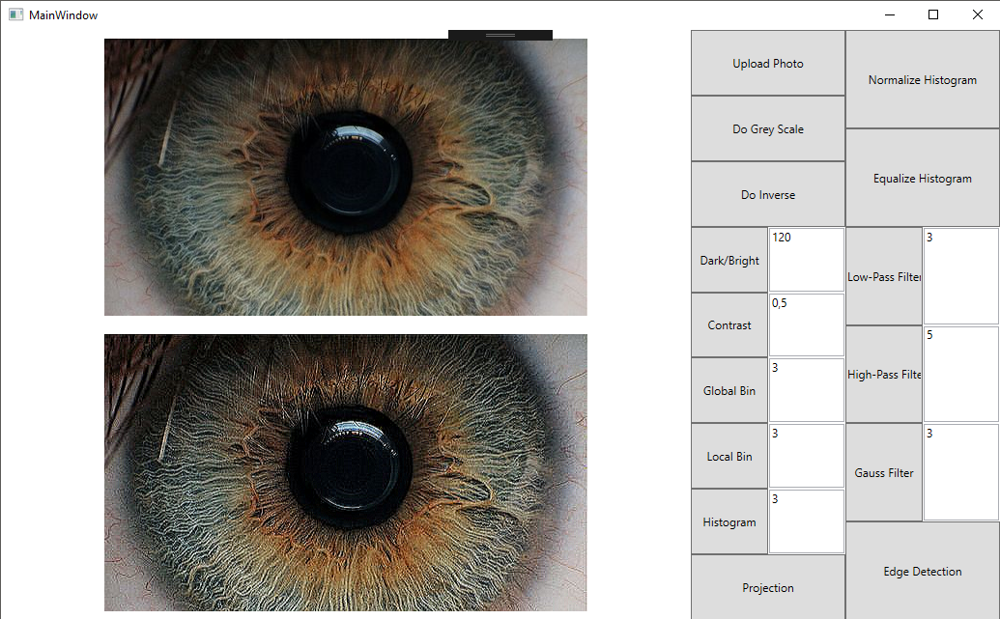 MainWindow
Upload Photo
Do Grey Scale
Do Inverse
Dark/Bright
120
Contrast
0,5
Global Bin
3
Local Bin
3
Histogram
3
Projection
Normalize Histogram
Equalize Histogram
Low-Pass Filter
3
High-Pass Filte
5
Gauss Filter
3
Edge Detection